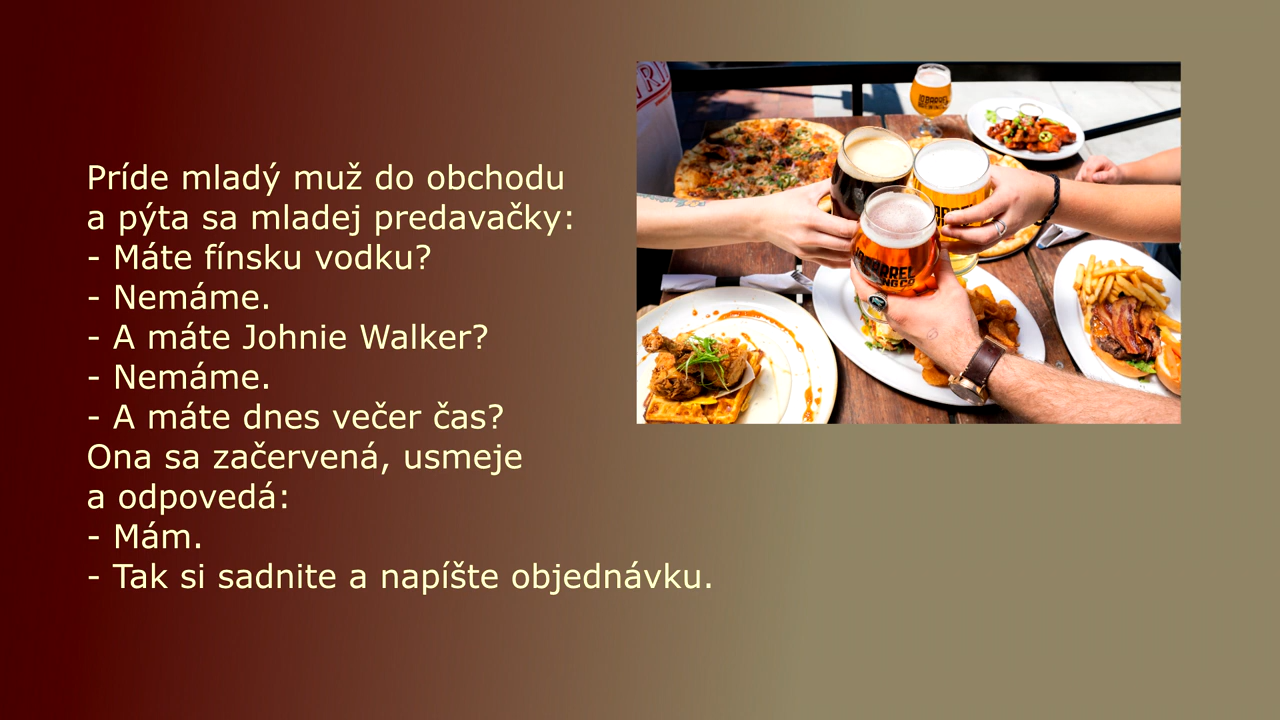 Príde mladý muž do obchodu
a pýta sa mladej predavačky:
- Máte fínsku vodku?
- Nemáme.
- A máte Johnie Walker?
- Nemáme.
- A máte dnes večer čas?
Ona sa začervená, usmeje
a odpovedá:
- Mám.
- Tak si sadnite a napíšte objednávku.